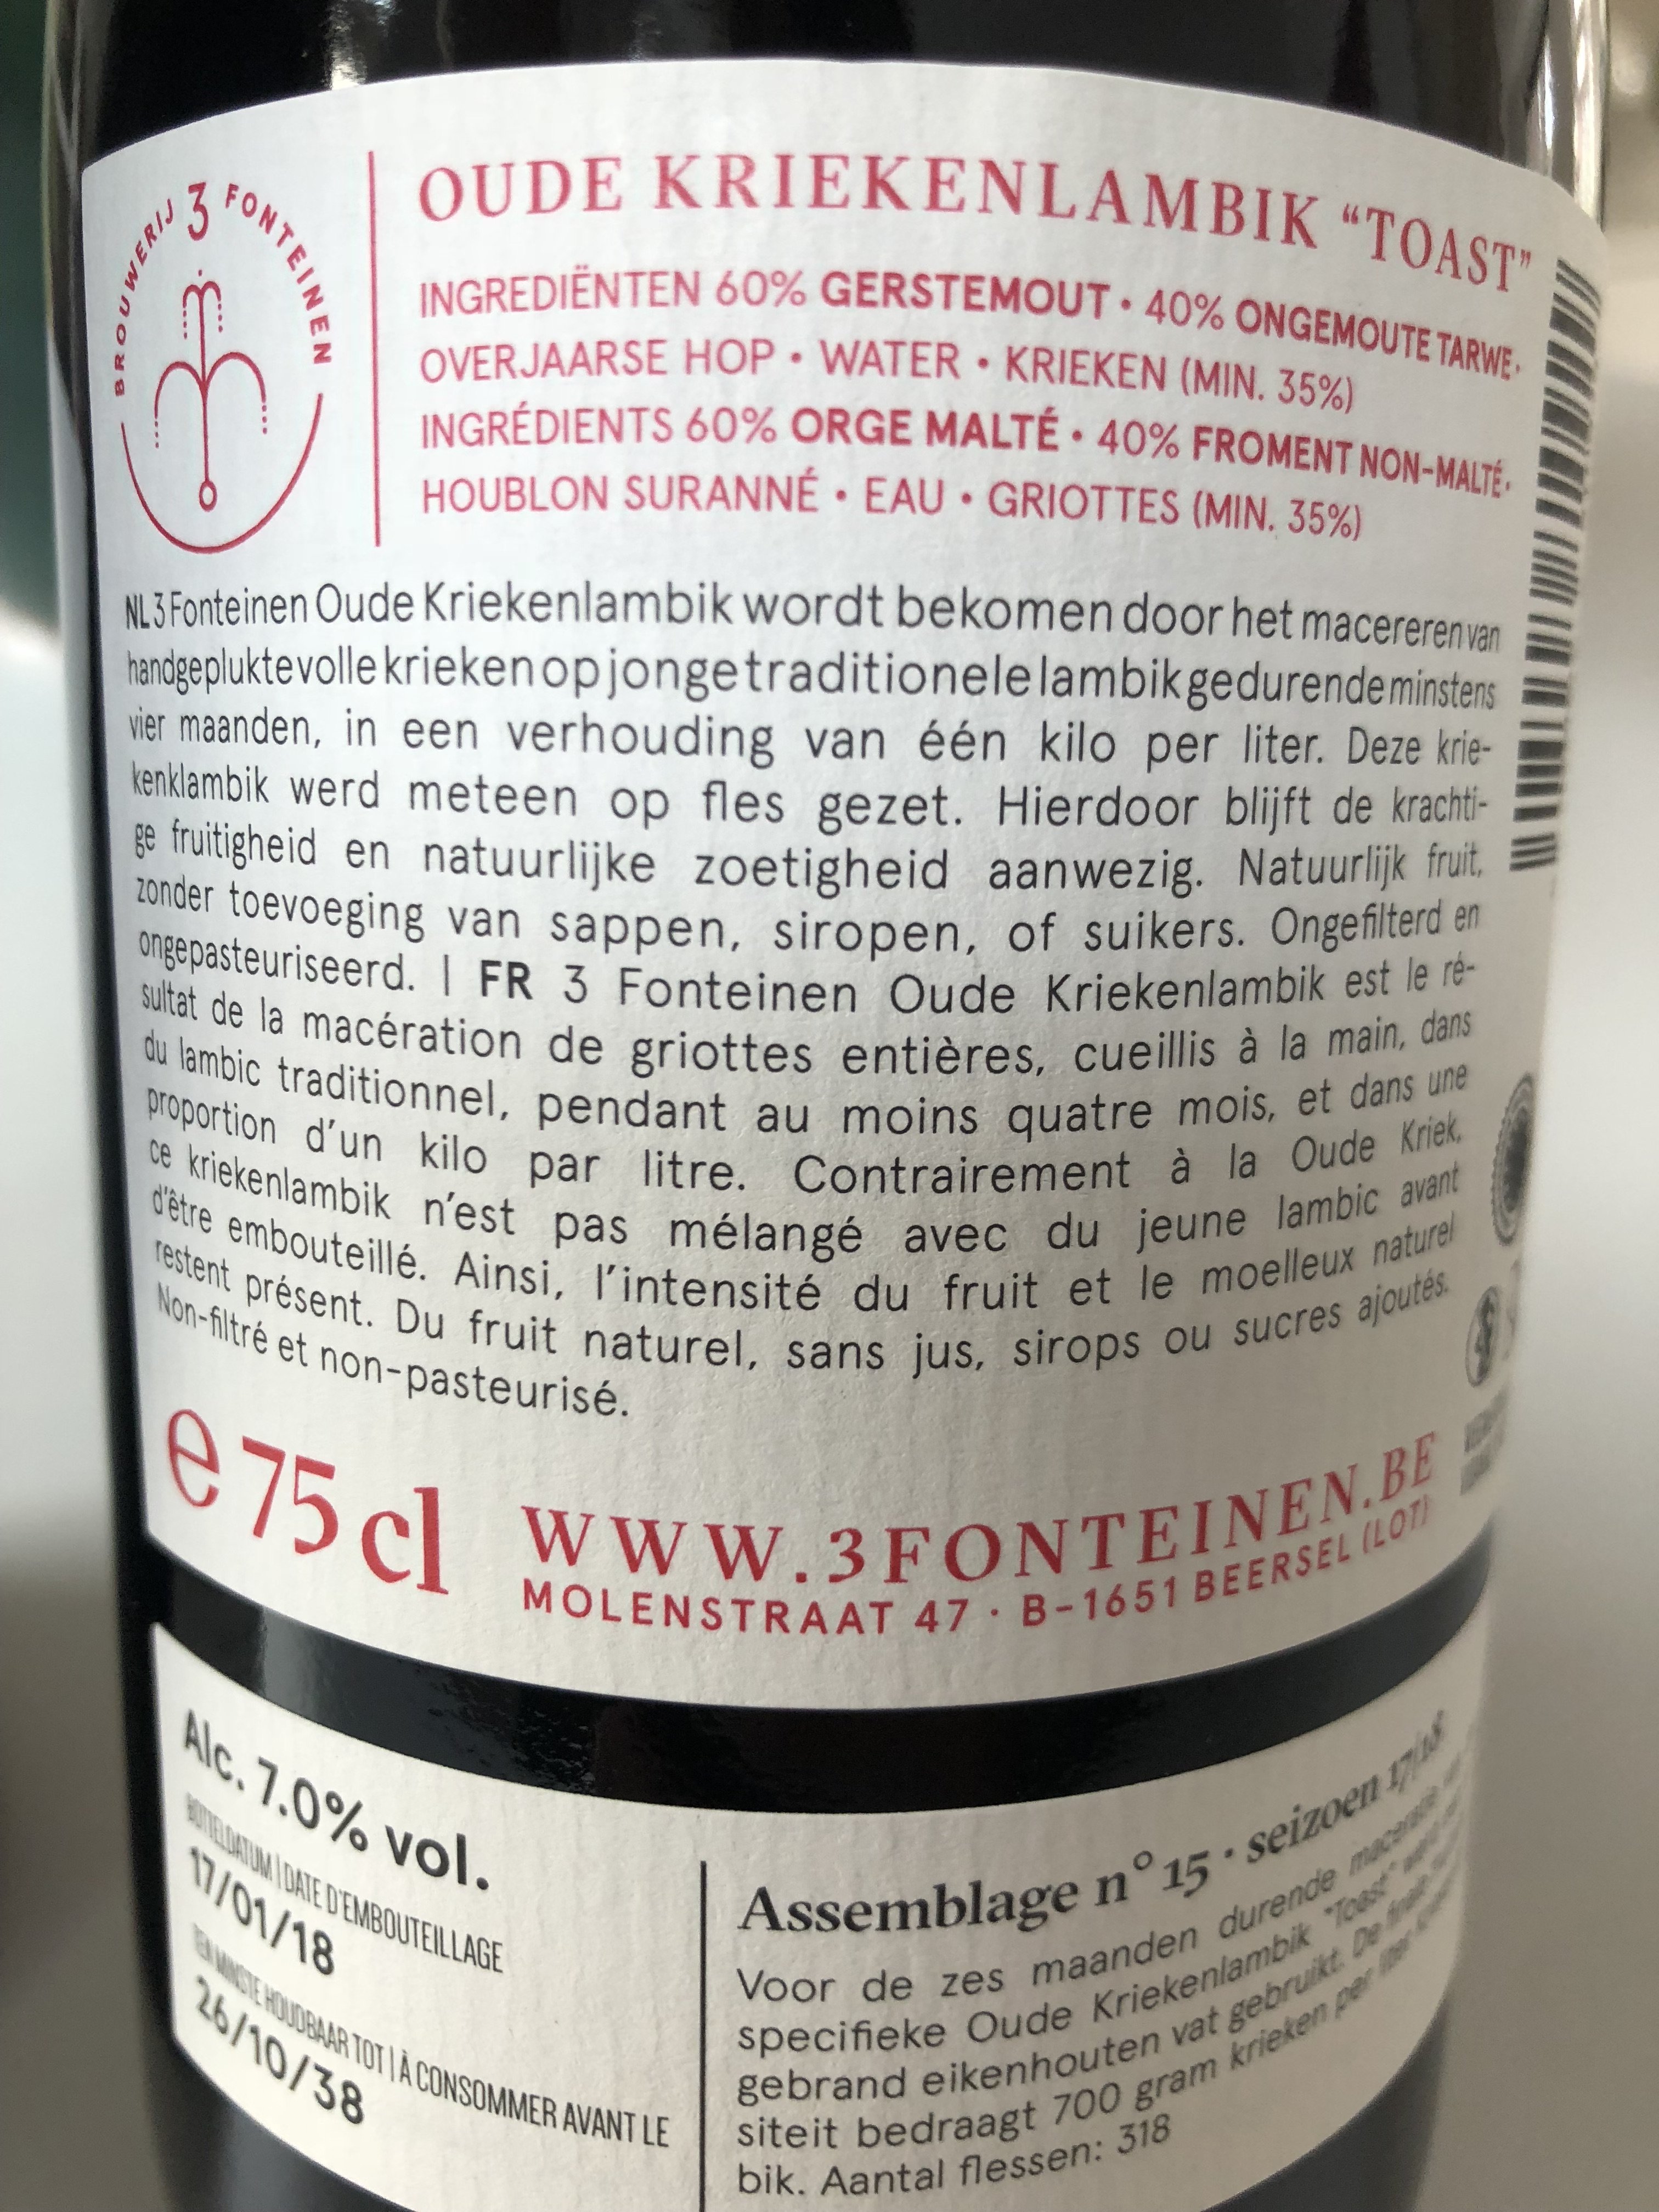 BROUWERIJ 3 FONTEINEN
OUDE KRIEKENLAMBIK “TOAST”
INGREDIËNTEN 60% GERSTEMOUT • 40% ONGEMOUTE TARWE •
OVERJAARSE HOP • WATER • KRIEKEN (MIN. 35%)
INGRÉDIENTS 60% ORGE MALTÉ • 40% FROMENT NON-MALTÉ •
HOUBLON SURANNÉ • EAU • GRIOTTES (MIN. 35%)
NL 3 Fonteinen Oude Kriekenlambik wordt bekomen door het macereren van
handgeplukte volle krieken op jonge traditionele lambik gedurende minstens
vier maanden, in een verhouding van één kilo per liter. Deze krie-
kenklambik werd meteen op fles gezet. Hierdoor blijft de krachti-
ge fruitigheid en natuurlijke zoetigheid aanwezig. Natuurlijk fruit,
zonder toevoeging van sappen, siropen, of suikers. Ongefilterd en
ongepasteuriseerd. | FR 3 Fonteinen Oude Kriekenlambik est le ré-
sultat de la macération de griottes entières, cueillis à la main, dans
du lambic traditionnel, pendant au moins quatre mois, et dans une
proportion d’un kilo par litre. Contrairement à la Oude Kriek,
ce kriekenlambik n’est pas mélangé avec du jeune lambic avant
d’être embouteillé. Ainsi, l’intensité du fruit et le moelleux naturel
restent présent. Du fruit naturel, sans jus, sirops ou sucres ajoutés.
Non-filtré et non-pasteurisé.
e 75 cl
WWW.3FONTEINEN.BE
MOLENSTRAAT 47 · B-1651 BEERSEL (LOT)
Alc. 7.0% vol.
BOTTELDATUM | DATE D'EMBOUTEILLAGE
17/01/18
TEN MINSTE HOUDBAAR TOT | À CONSOMMER AVANT LE
26/10/38
Assemblage n° 15 · seizoen 17/18
Voor de zes maanden durende maceratie
specifieke Oude Kriekenlambik "Toast" werd
gebrand eikenhouten vat gebruikt. De finale
siteit bedraagt 700 gram krieken per liter
bik. Aantal flessen: 318